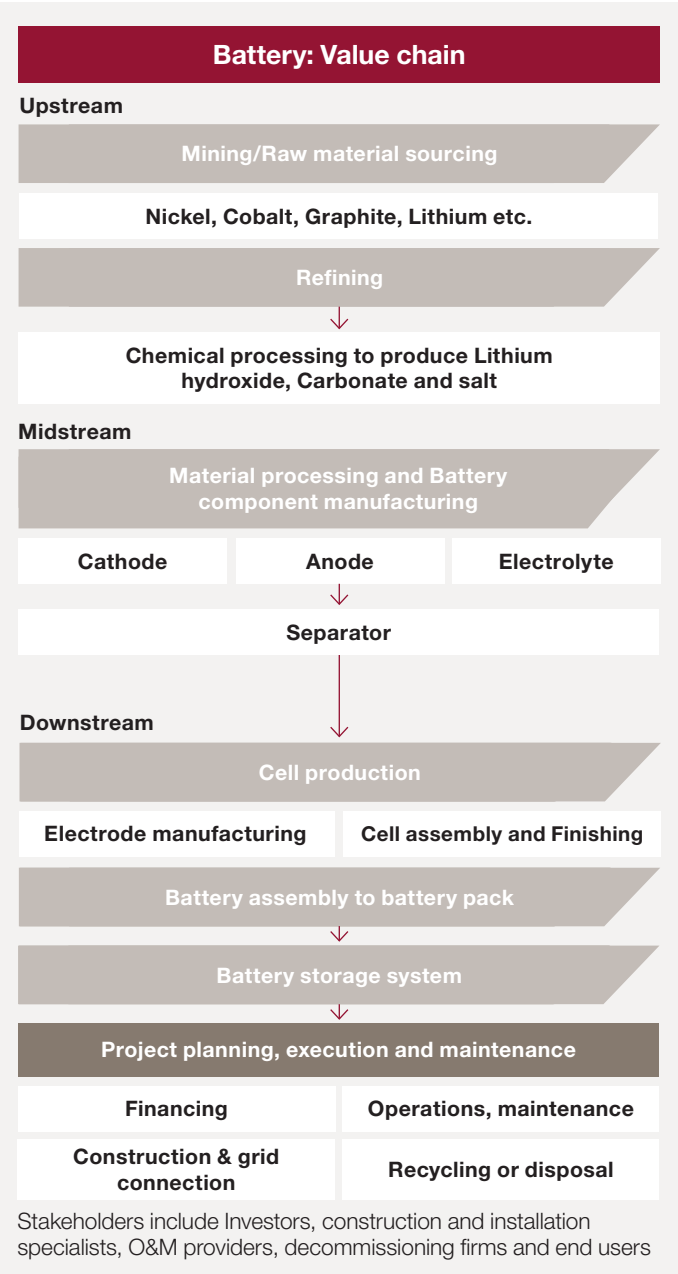 Battery: Value chain
Upstream
Mining/Raw material sourcing
Nickel, Cobalt, Graphite, Lithium etc.
Refining
Chemical processing to produce Lithium
hydroxide, Carbonate and salt
Midstream
Material processing and Battery
component manufacturing
Cathode
Anode
Electrolyte
Separator
Downstream
Cell production
Electrode manufacturing
Cell assembly and Finishing
Battery assembly to battery pack
Battery storage system
Project planning, execution and maintenance
Financing
Operations, maintenance
Construction & grid
connection
Recycling or disposal
Stakeholders include Investors, construction and installation
specialists, O&M providers, decommissioning firms and end users